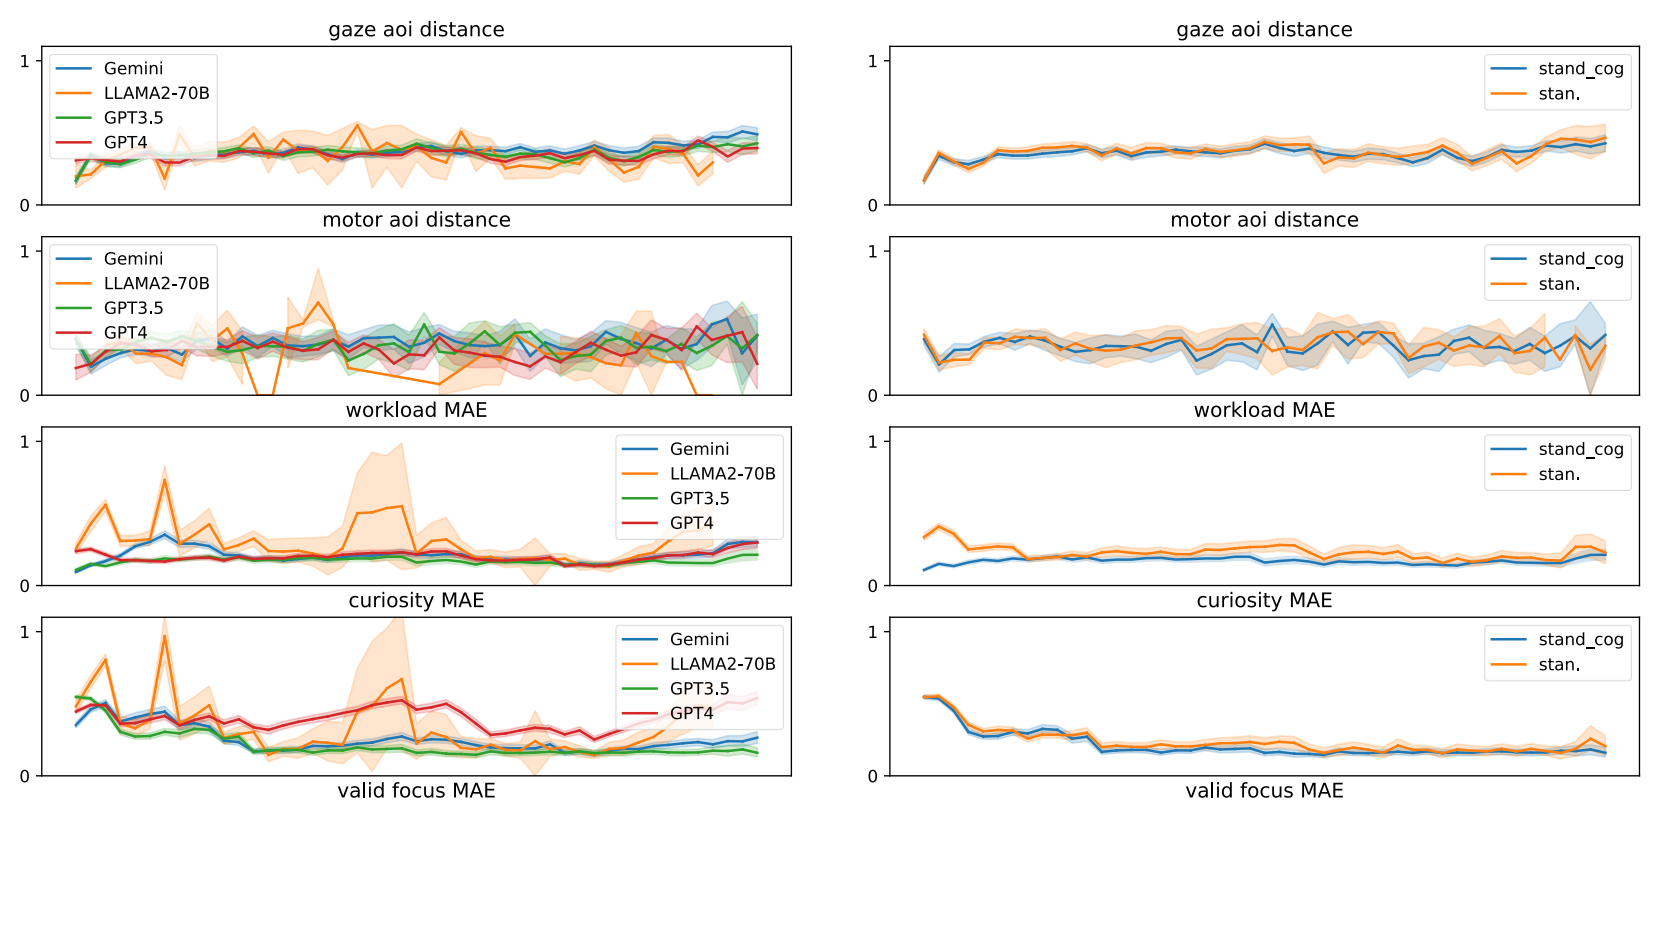 gaze aoi distance
1
0
Gemini
LLAMA2-70B
GPT3.5
GPT4
gaze aoi distance
1
0
stand_cog
stan.
motor aoi distance
1
0
Gemini
LLAMA2-70B
GPT3.5
GPT4
motor aoi distance
1
0
stand_cog
stan.
workload MAE
1
0
Gemini
LLAMA2-70B
GPT3.5
GPT4
workload MAE
1
0
stand_cog
stan.
curiosity MAE
1
0
Gemini
LLAMA2-70B
GPT3.5
GPT4
curiosity MAE
1
0
stand_cog
stan.
valid focus MAE
valid focus MAE